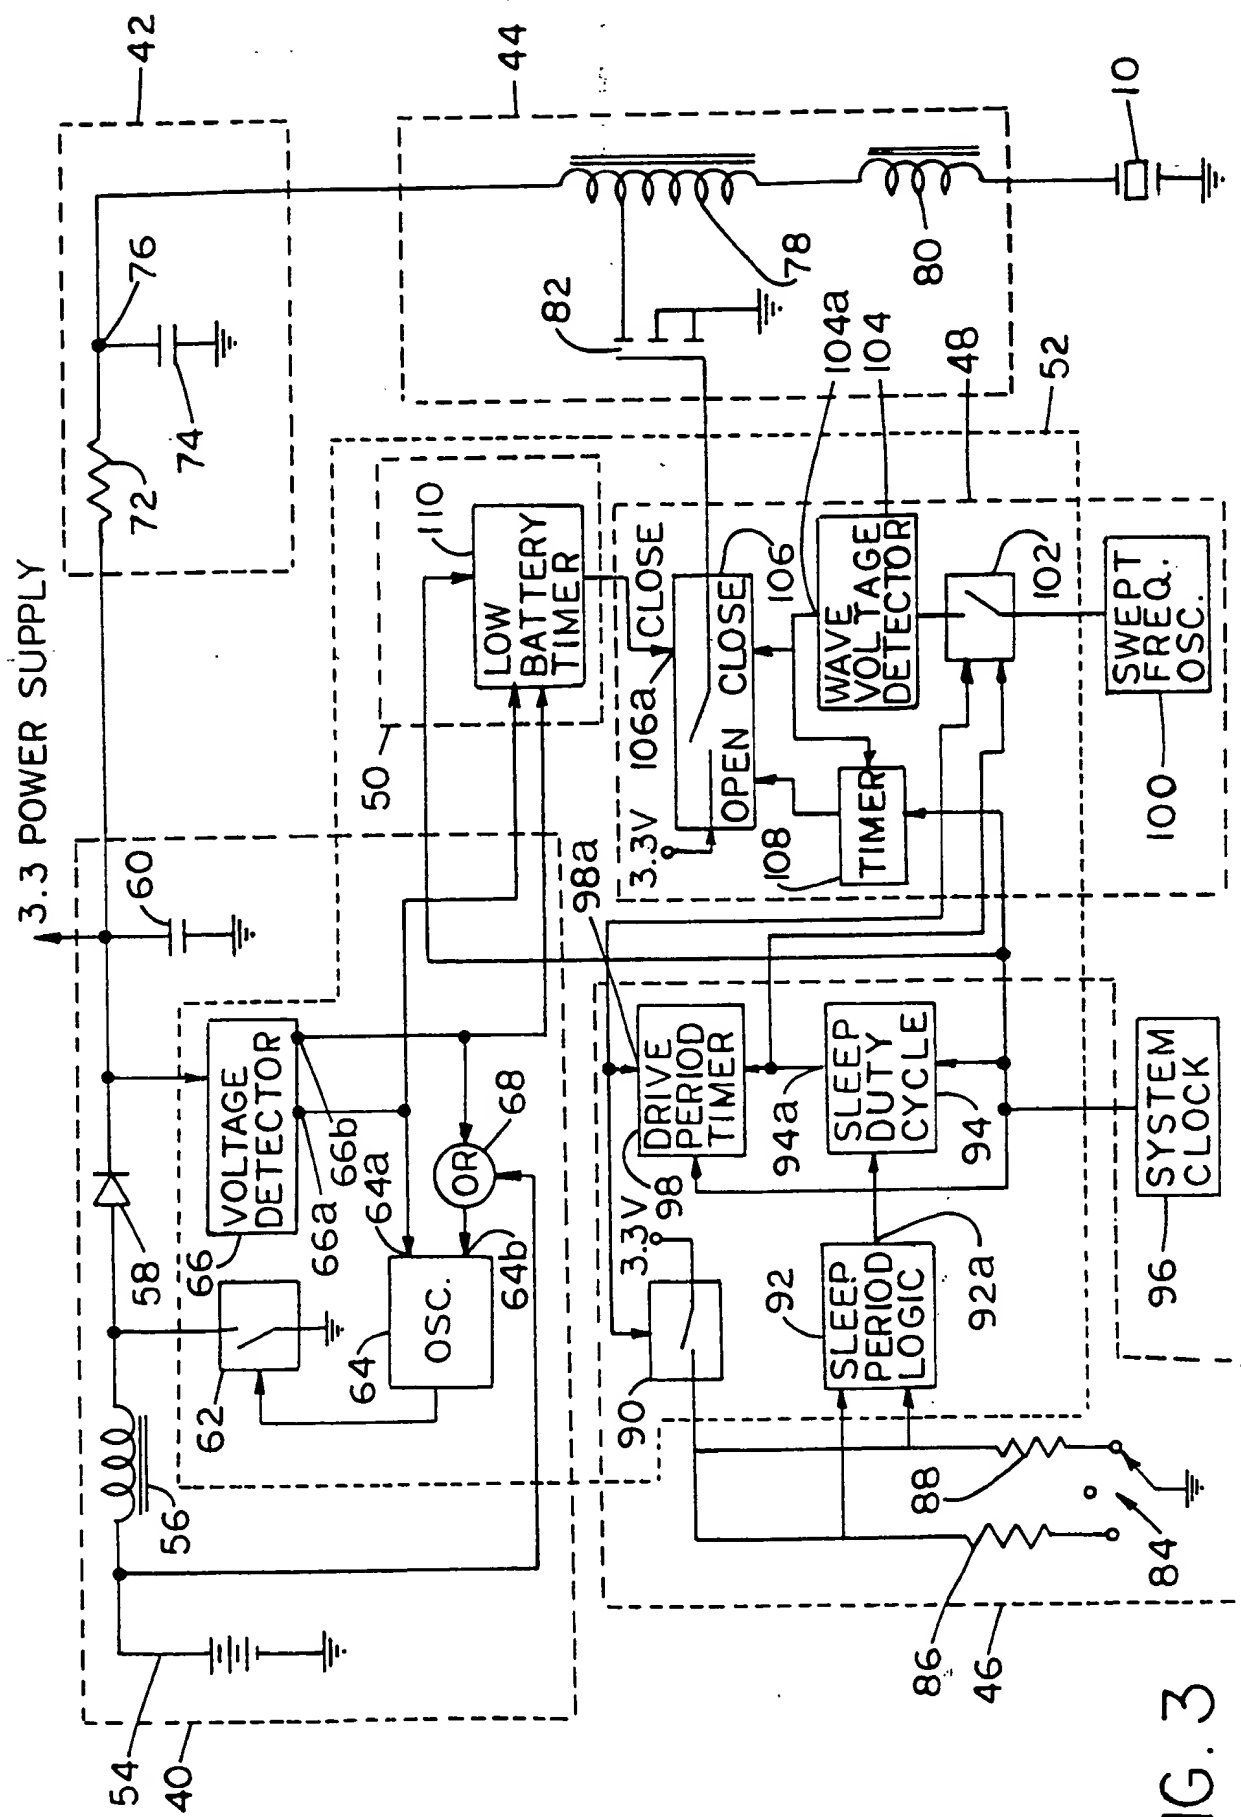 3.3 POWER SUPPLY
42
44
76
74
72
60
58
56
54
40
62
66
VOLTAGE
DETECTOR
66a
66b
64a
64
OSC.
64b
OR
68
110
LOW
BATTERY
TIMER
50
82
78
80
10
CLOSE
106a
106
OPEN CLOSE
3.3V
104a
104
WAVE
VOLTAGE
DETECTOR
48
52
108
TIMER
102
SWEPT
FREQ.
OSC.
100
98a
DRIVE
PERIOD
TIMER
98
3.3V
90
94a
SLEEP
DUTY
CYCLE
94
92
SLEEP
PERIOD
LOGIC
92a
SYSTEM
CLOCK
96
88
86
84
46
IG. 3